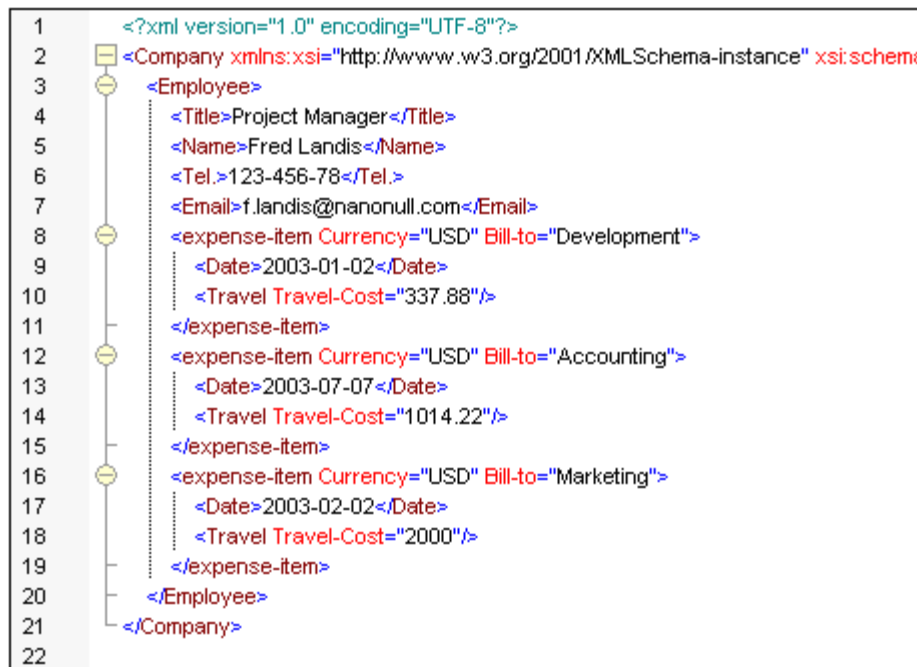 1 <?xml version="1.0" encoding="UTF-8"?>
2 <Company xmlns:xsi="http://www.w3.org/2001/XMLSchema-instance" xsi:schema
3 <Employee>
4 <Title>Project Manager</Title>
5 <Name>Fred Landis</Name>
6 <Tel.>123-456-78</Tel.>
7 <Email>f.landis@nanonull.com</Email>
8 <expense-item Currency="USD" Bill-to="Development">
9 <Date>2003-01-02</Date>
10 <Travel Travel-Cost="337.88"/>
11 </expense-item>
12 <expense-item Currency="USD" Bill-to="Accounting">
13 <Date>2003-07-07</Date>
14 <Travel Travel-Cost="1014.22"/>
15 </expense-item>
16 <expense-item Currency="USD" Bill-to="Marketing">
17 <Date>2003-02-02</Date>
18 <Travel Travel-Cost="2000"/>
19 </expense-item>
20 </Employee>
21 </Company>
22